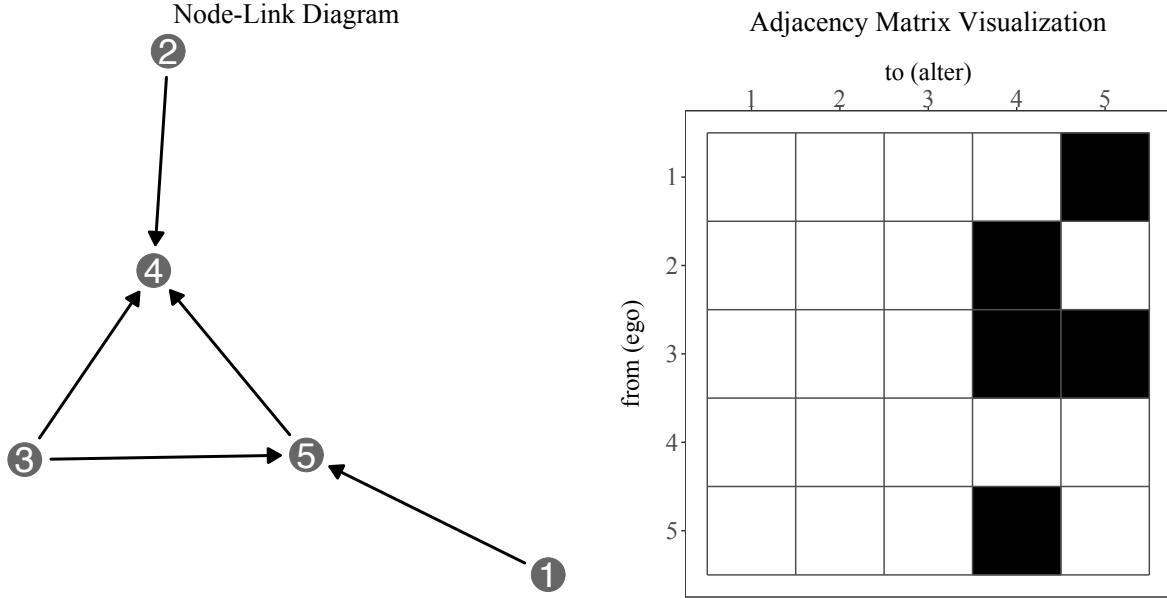 Node-Link Diagram
2
4
3
5
1
Adjacency Matrix Visualization
to (alter)
1 2 3 4 5
from (ego)
1
2
3
4
5